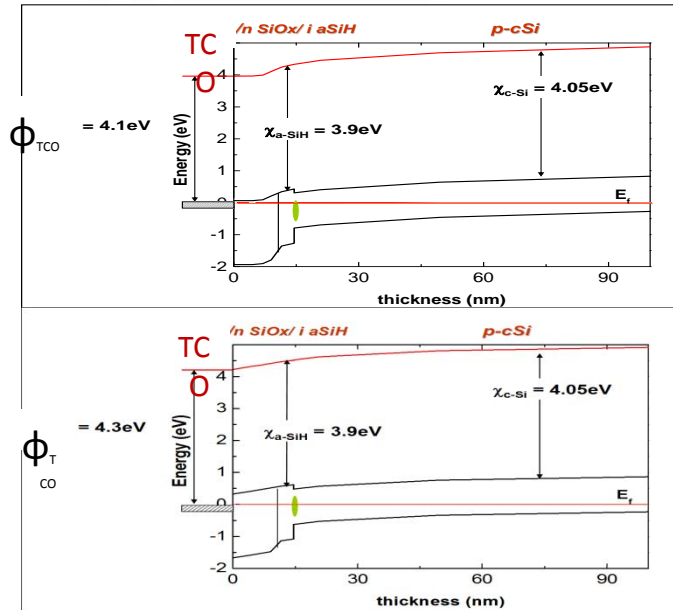 /n SiOx/ i aSiH p-cSi
TC
O
ϕTCO = 4.1eV
Energy (eV)
4
3
2
1
0
-1
-2
χa-SiH = 3.9eV
χc-Si = 4.05eV
Ef
0 30 60 90
thickness (nm)
/n SiOx/ i aSiH p-cSi
TC
O
ϕT = 4.3eV
CO
Energy (eV)
4
3
2
1
0
-1
-2
χa-SiH = 3.9eV
χc-Si = 4.05eV
Ef
0 30 60 90
thickness (nm)